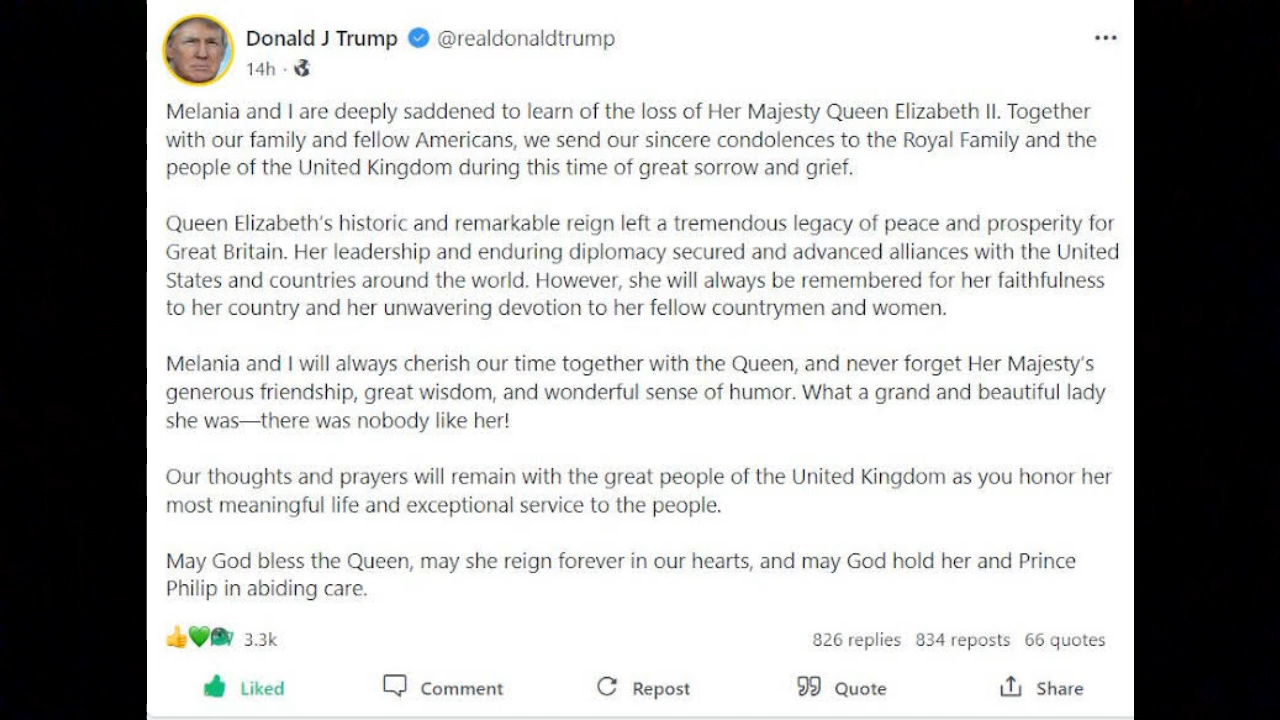 Donald J Trump @realdonaldtrump
14h ·
Melania and I are deeply saddened to learn of the loss of Her Majesty Queen Elizabeth II. Together
with our family and fellow Americans, we send our sincere condolences to the Royal Family and the
people of the United Kingdom during this time of great sorrow and grief.
Queen Elizabeth's historic and remarkable reign left a tremendous legacy of peace and prosperity for
Great Britain. Her leadership and enduring diplomacy secured and advanced alliances with the United
States and countries around the world. However, she will always be remembered for her faithfulness
to her country and her unwavering devotion to her fellow countrymen and women.
Melania and I will always cherish our time together with the Queen, and never forget Her Majesty's
generous friendship, great wisdom, and wonderful sense of humor. What a grand and beautiful lady
she was—there was nobody like her!
Our thoughts and prayers will remain with the great people of the United Kingdom as you honor her
most meaningful life and exceptional service to the people.
May God bless the Queen, may she reign forever in our hearts, and may God hold her and Prince
Philip in abiding care.
3.3k 826 replies 834 reposts 66 quotes
Liked Comment Repost Quote Share